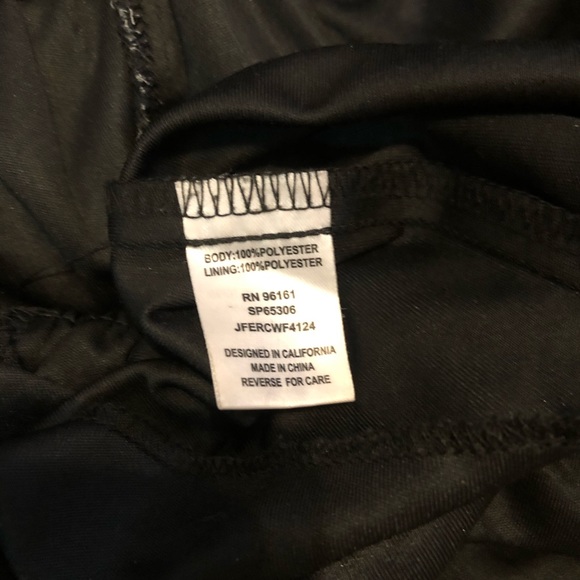 BODY:100%POLYESTER
LINING:100%POLYESTER
RN 96161
SP65306
JFERCWF4124
DESIGNED IN CALIFORNIA
MADE IN CHINA
REVERSE FOR CARE